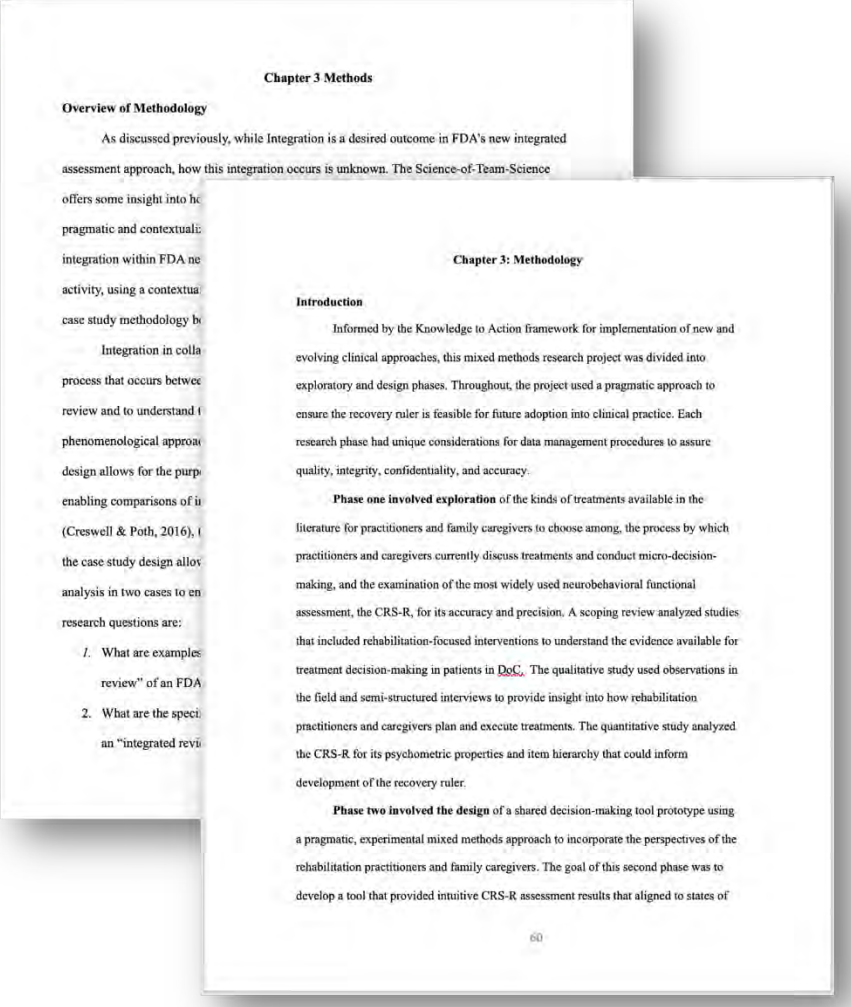 Chapter 3 Methods
Overview of Methodology
As discussed previously, while Integration is a desired outcome in FDA's new integrated
assessment approach, how this integration occurs is unknown. The Science-of-Team-Science
offers some insight into
pragmatic and
integration within FDA
activity, using a
case study methodology
Integration in
process that occurs
review and to understand
phenomenological
design allows for the
enabling comparisons of
(Creswell & Poth, 2016),
the case study design
analysis in two cases to
research questions are:
1. What are examples
review" of an FDA
2. What are the
an "integrated
Chapter 3: Methodology
Introduction
Informed by the Knowledge to Action framework for implementation of new and
evolving clinical approaches, this mixed methods research project was divided into
exploratory and design phases. Throughout, the project used a pragmatic approach to
ensure the recovery ruler is feasible for future adoption into clinical practice. Each
research phase had unique considerations for data management procedures to assure
quality, integrity, confidentiality, and accuracy.
Phase one involved exploration of the kinds of treatments available in the
literature for practitioners and family caregivers to choose among, the process by which
practitioners and caregivers currently discuss treatments and conduct micro-decision-
making, and the examination of the most widely used neurobehavioral functional
assessment, the CRS-R, for its accuracy and precision. A scoping review analyzed studies
that included rehabilitation-focused interventions to understand the evidence available for
treatment decision-making in patients in DoC. The qualitative study used observations in
the field and semi-structured interviews to provide insight into how rehabilitation
practitioners and caregivers plan and execute treatments. The quantitative study analyzed
the CRS-R for its psychometric properties and item hierarchy that could inform
development of the recovery ruler.
Phase two involved the design of a shared decision-making tool prototype using
a pragmatic, experimental mixed methods approach to incorporate the perspectives of the
rehabilitation practitioners and family caregivers. The goal of this second phase was to
develop a tool that provided intuitive CRS-R assessment results that aligned to states of
60